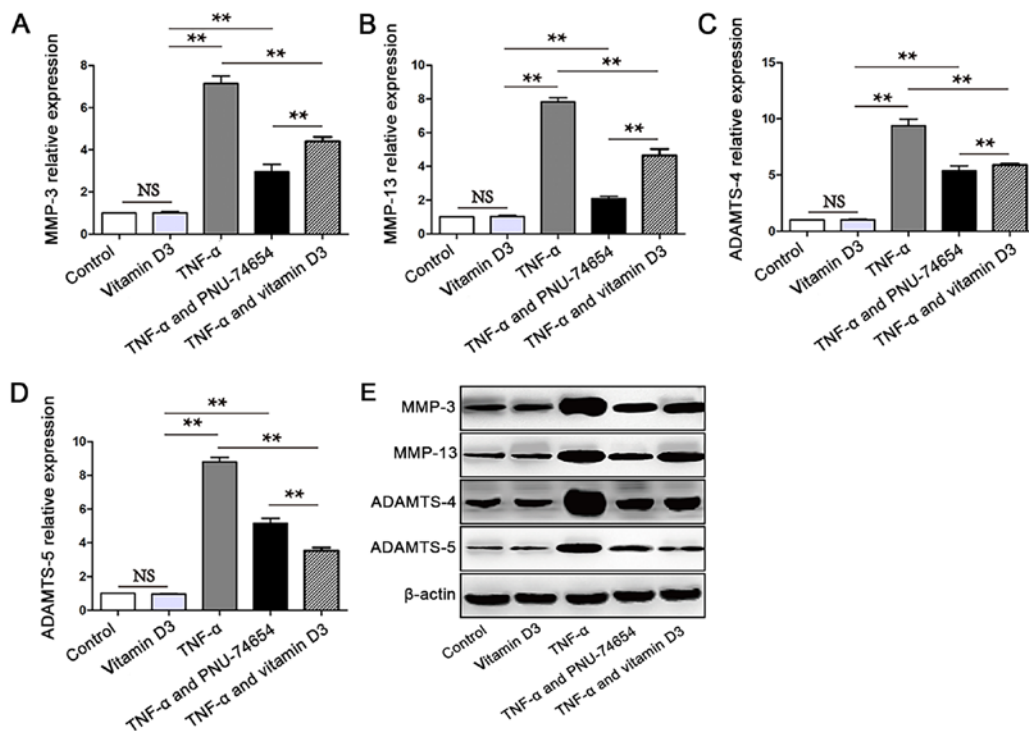 A
MMP-3 relative expression
8
6
4
2
0
NS
**
**
**
**
Control
Vitamin D3
TNF-α
TNF-α and PNU-74654
TNF-α and vitamin D3
B
MMP-13 relative expression
10
8
6
4
2
0
NS
**
**
**
**
Control
Vitamin D3
TNF-α
TNF-α and PNU-74654
TNF-α and vitamin D3
C
ADAMTS-4 relative expression
15
10
5
0
NS
**
**
**
**
Control
Vitamin D3
TNF-α
TNF-α and PNU-74654
TNF-α and vitamin D3
D
ADAMTS-5 relative expression
10
8
6
4
2
0
NS
**
**
**
**
Control
Vitamin D3
TNF-α
TNF-α and PNU-74654
TNF-α and vitamin D3
E
MMP-3
MMP-13
ADAMTS-4
ADAMTS-5
β-actin
Control
Vitamin D3
TNF-α
TNF-α and PNU-74654
TNF-α and vitamin D3